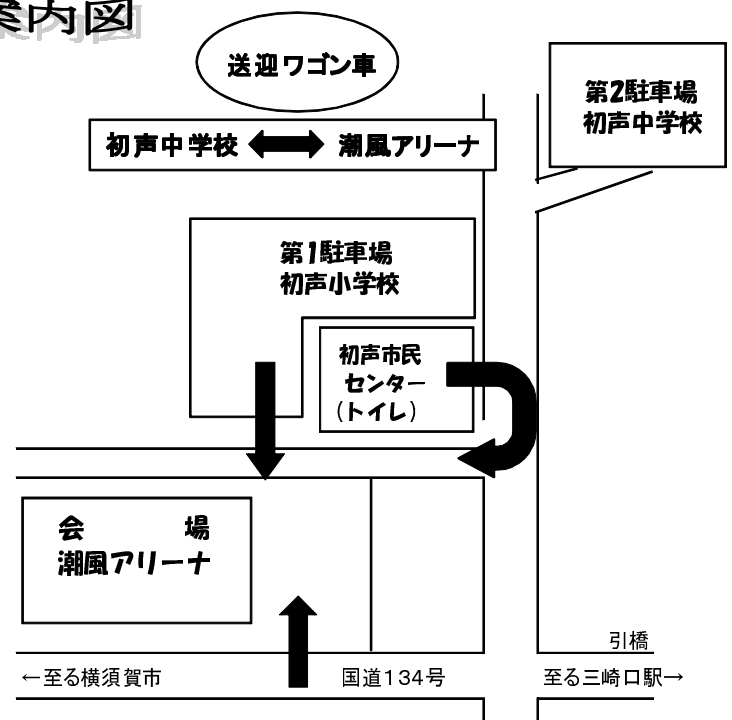 案内図
送迎ワゴン車
第2駐車場
初声中学校
初声中学校 潮風アリーナ
第1駐車場
初声小学校
初声市民
センター
(トイレ)
会 場
潮風アリーナ
引橋
←至る横須賀市 国道134号 至る三崎口駅→